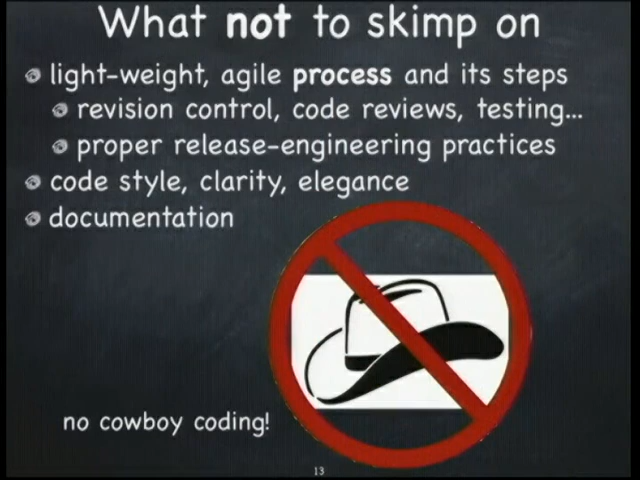 What not to skimp on
light-weight, agile process and its steps
revision control, code reviews, testing...
proper release-engineering practices
code style, clarity, elegance
documentation
no cowboy coding!
13